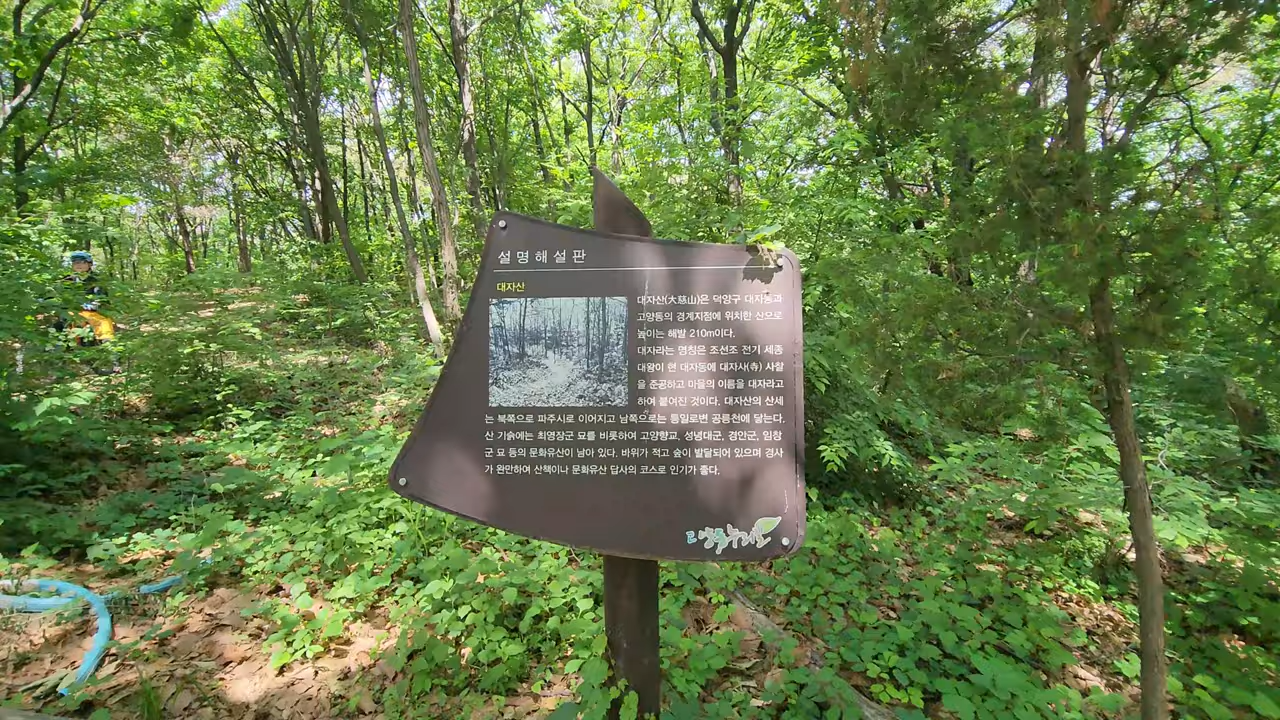 설명해설판
대자산
대자산(大慈山)은 덕양구 대자동과
고양동의 경계지점에 위치한 산으로
높이는 해발 210m이다.
대자라는 명칭은 조선조 전기 세종
대왕이 현 대자동에 대자사(寺) 사찰
을 준공하고 마을의 이름을 대자라고
하여 붙여진 것이다. 대자산의 산세
는 북쪽으로 파주시로 이어지고 남쪽으로는 통일로변 공릉천에 닿는다.
산 기슭에는 최영장군 묘를 비롯하여 고양향교, 성녕대군, 경안군, 임창
군 묘 등의 문화유산이 남아 있다. 바위가 적고 숲이 발달되어 있으며 경사
가 완만하여 산책이나 문화유산 답사의 코스로 인기가 좋다.
고양누리길